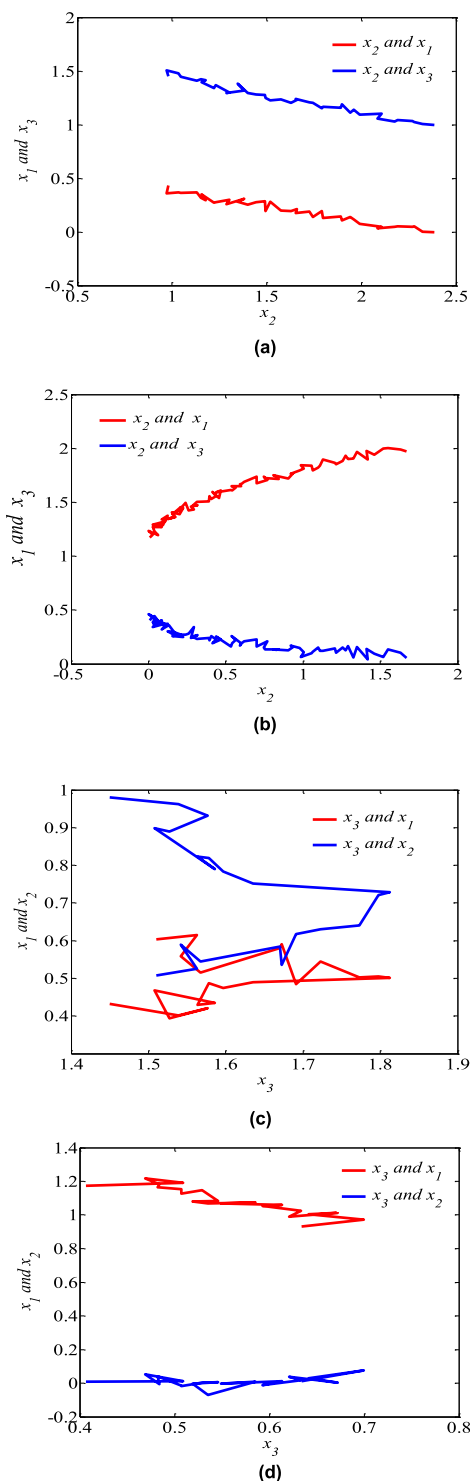 1.5
1
0.5
0
-0.5
0.5
1
1.5
2
2.5
x1 and x3
x2 and x1
x2 and x3
x2
(a)
2.5
2
1.5
1
0.5
0
-0.5
0
0.5
1
1.5
2
x1 and x3
x2 and x1
x2 and x3
x2
(b)
1
0.9
0.8
0.7
0.6
0.5
0.4
1.4
1.5
1.6
1.7
1.8
1.9
x1 and x2
x3 and x1
x3 and x2
x3
(c)
1.4
1.2
1
0.8
0.6
0.4
0.2
0
-0.2
0.4
0.5
0.6
0.7
0.8
x1 and x2
x3 and x1
x3 and x2
x3
(d)